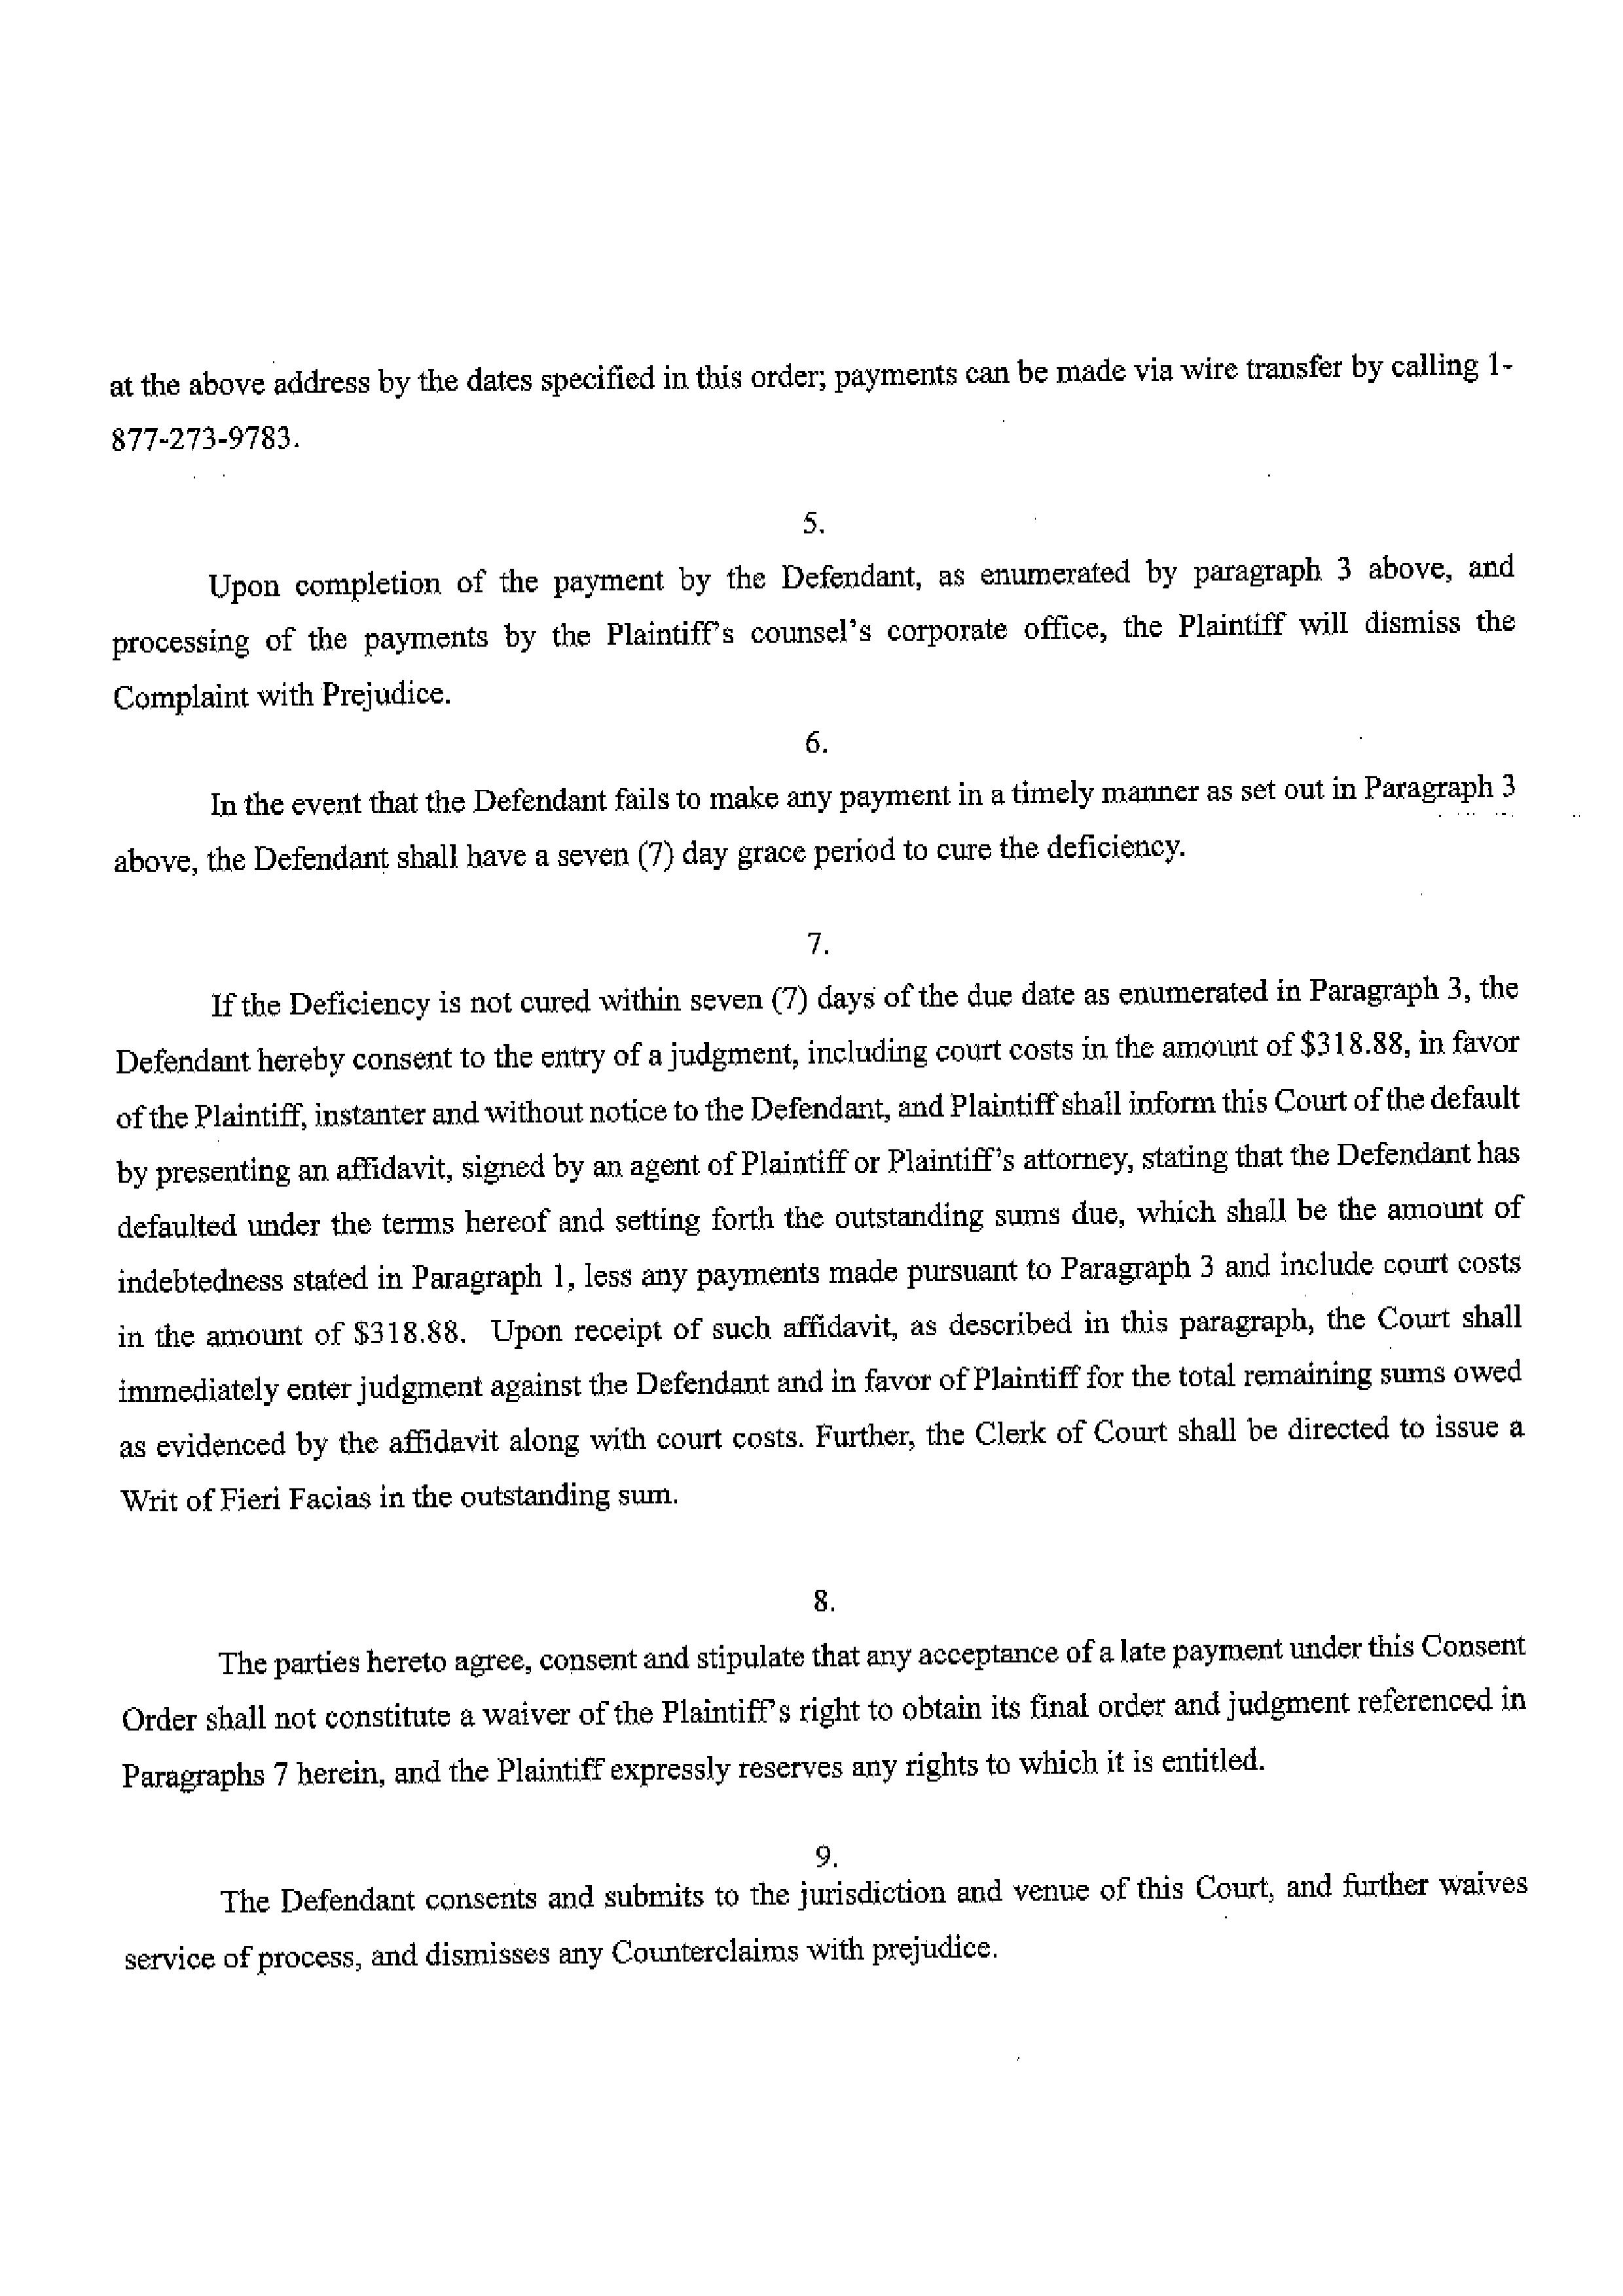 at the above address by the dates specified in this order; payments can be made via wire transfer by calling 1-
877-273-9783.
5.
Upon completion of the payment by the Defendant, as enumerated by paragraph 3 above, and
processing of the payments by the Plaintiff's counsel's corporate office, the Plaintiff will dismiss the
Complaint with Prejudice.
6.
In the event that the Defendant fails to make any payment in a timely manner as set out in Paragraph 3
above, the Defendant shall have a seven (7) day grace period to cure the deficiency.
7.
If the Deficiency is not cured within seven (7) days of the due date as enumerated in Paragraph 3, the
Defendant hereby consent to the entry of a judgment, including court costs in the amount of $318.88, in favor
of the Plaintiff, instanter and without notice to the Defendant, and Plaintiff shall inform this Court of the default
by presenting an affidavit, signed by an agent of Plaintiff or Plaintiff's attorney, stating that the Defendant has
defaulted under the terms hereof and setting forth the outstanding sums due, which shall be the amount of
indebtedness stated in Paragraph 1, less any payments made pursuant to Paragraph 3 and include court costs
in the amount of $318.88. Upon receipt of such affidavit, as described in this paragraph, the Court shall
immediately enter judgment against the Defendant and in favor of Plaintiff for the total remaining sums owed
as evidenced by the affidavit along with court costs. Further, the Clerk of Court shall be directed to issue a
Writ of Fieri Facias in the outstanding sum.
8.
The parties hereto agree, consent and stipulate that any acceptance of a late payment under this Consent
Order shall not constitute a waiver of the Plaintiff's right to obtain its final order and judgment referenced in
Paragraphs 7 herein, and the Plaintiff expressly reserves any rights to which it is entitled.
9.
The Defendant consents and submits to the jurisdiction and venue of this Court, and further waives
service of process, and dismisses any Counterclaims with prejudice.